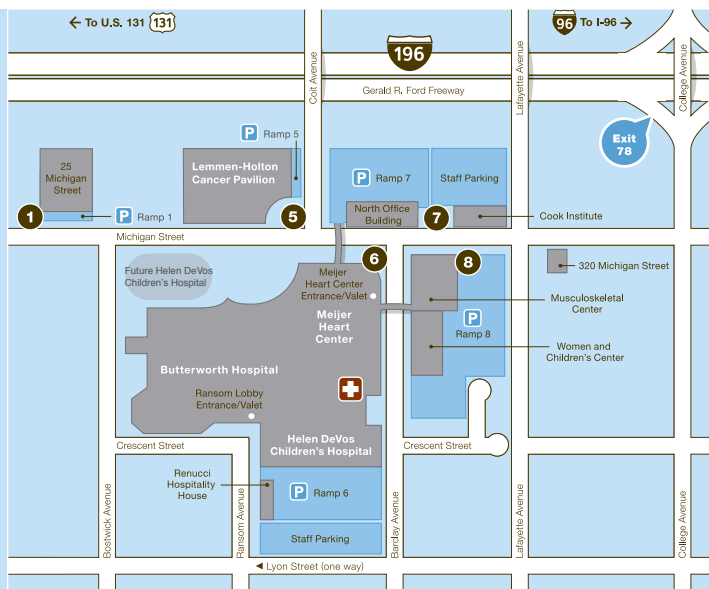 ← To U.S. 131 131
96 To I-96 →
Colt Avenue
196
Lafayette Avenue
College Avenue
Gerald R. Ford Freeway
Exit
78
P Ramp 5
25
Michigan
Street
Lemmen-Holton
Cancer Pavilion
P Ramp 7
Staff Parking
1
P Ramp 1
5
North Office
Building
7
Cook Institute
Michigan Street
6
8
Future Helen DeVos
Children's Hospital
Meijer
Heart Center
Entrance/Valet
320 Michigan Street
Meijer
Heart
Center
Musculoskeletal
Center
P
Ramp 8
Women and
Children's Center
Butterworth Hospital
Ransom Lobby
Entrance/Valet
Helen DeVos
Children's Hospital
Crescent Street
Crescent Street
Renucci
Hospitality
House
P Ramp 6
Staff Parking
Bostwick Avenue
Ransom Avenue
Barclay Avenue
Lafayette Avenue
College Avenue
◄ Lyon Street (one way)